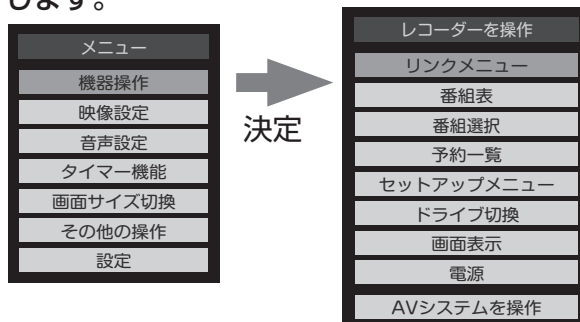 します。
メニュー
機器操作
映像設定
音声設定
タイマー機能
画面サイズ切換
その他の操作
設定
決定
レコーダーを操作
リンクメニュー
番組表
番組選択
予約一覧
セットアップメニュー
ドライブ切換
画面表示
電源
AVシステムを操作